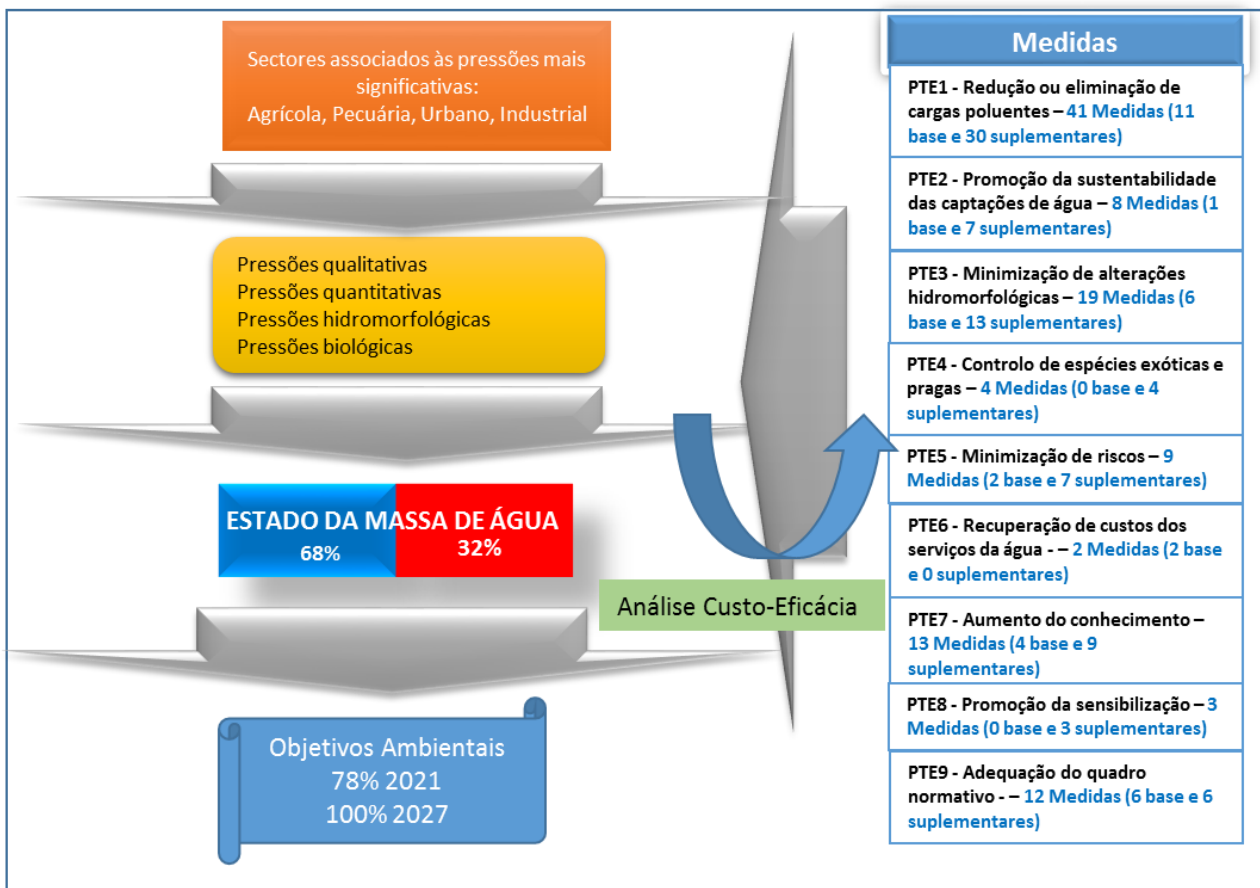 Sectores associados às pressões mais
significativas:
Agrícola, Pecuária, Urbano, Industrial
Pressões qualitativas
Pressões quantitativas
Pressões hidromorfológicas
Pressões biológicas
ESTADO DA MASSA DE ÁGUA
68% 32%
Análise Custo-Eficácia
Objetivos Ambientais
78% 2021
100% 2027
Medidas
PTE1 - Redução ou eliminação de
cargas poluentes – 41 Medidas (11
base e 30 suplementares)
PTE2 - Promoção da sustentabilidade
das captações de água – 8 Medidas (1
base e 7 suplementares)
PTE3 - Minimização de alterações
hidromorfológicas – 19 Medidas (6
base e 13 suplementares)
PTE4 - Controlo de espécies exóticas e
pragas – 4 Medidas (0 base e 4
suplementares)
PTE5 - Minimização de riscos – 9
Medidas (2 base e 7 suplementares)
PTE6 - Recuperação de custos dos
serviços da água - – 2 Medidas (2 base
e 0 suplementares)
PTE7 - Aumento do conhecimento –
13 Medidas (4 base e 9
suplementares)
PTE8 - Promoção da sensibilização – 3
Medidas (0 base e 3 suplementares)
PTE9 - Adequação do quadro
normativo - – 12 Medidas (6 base e 6
suplementares)